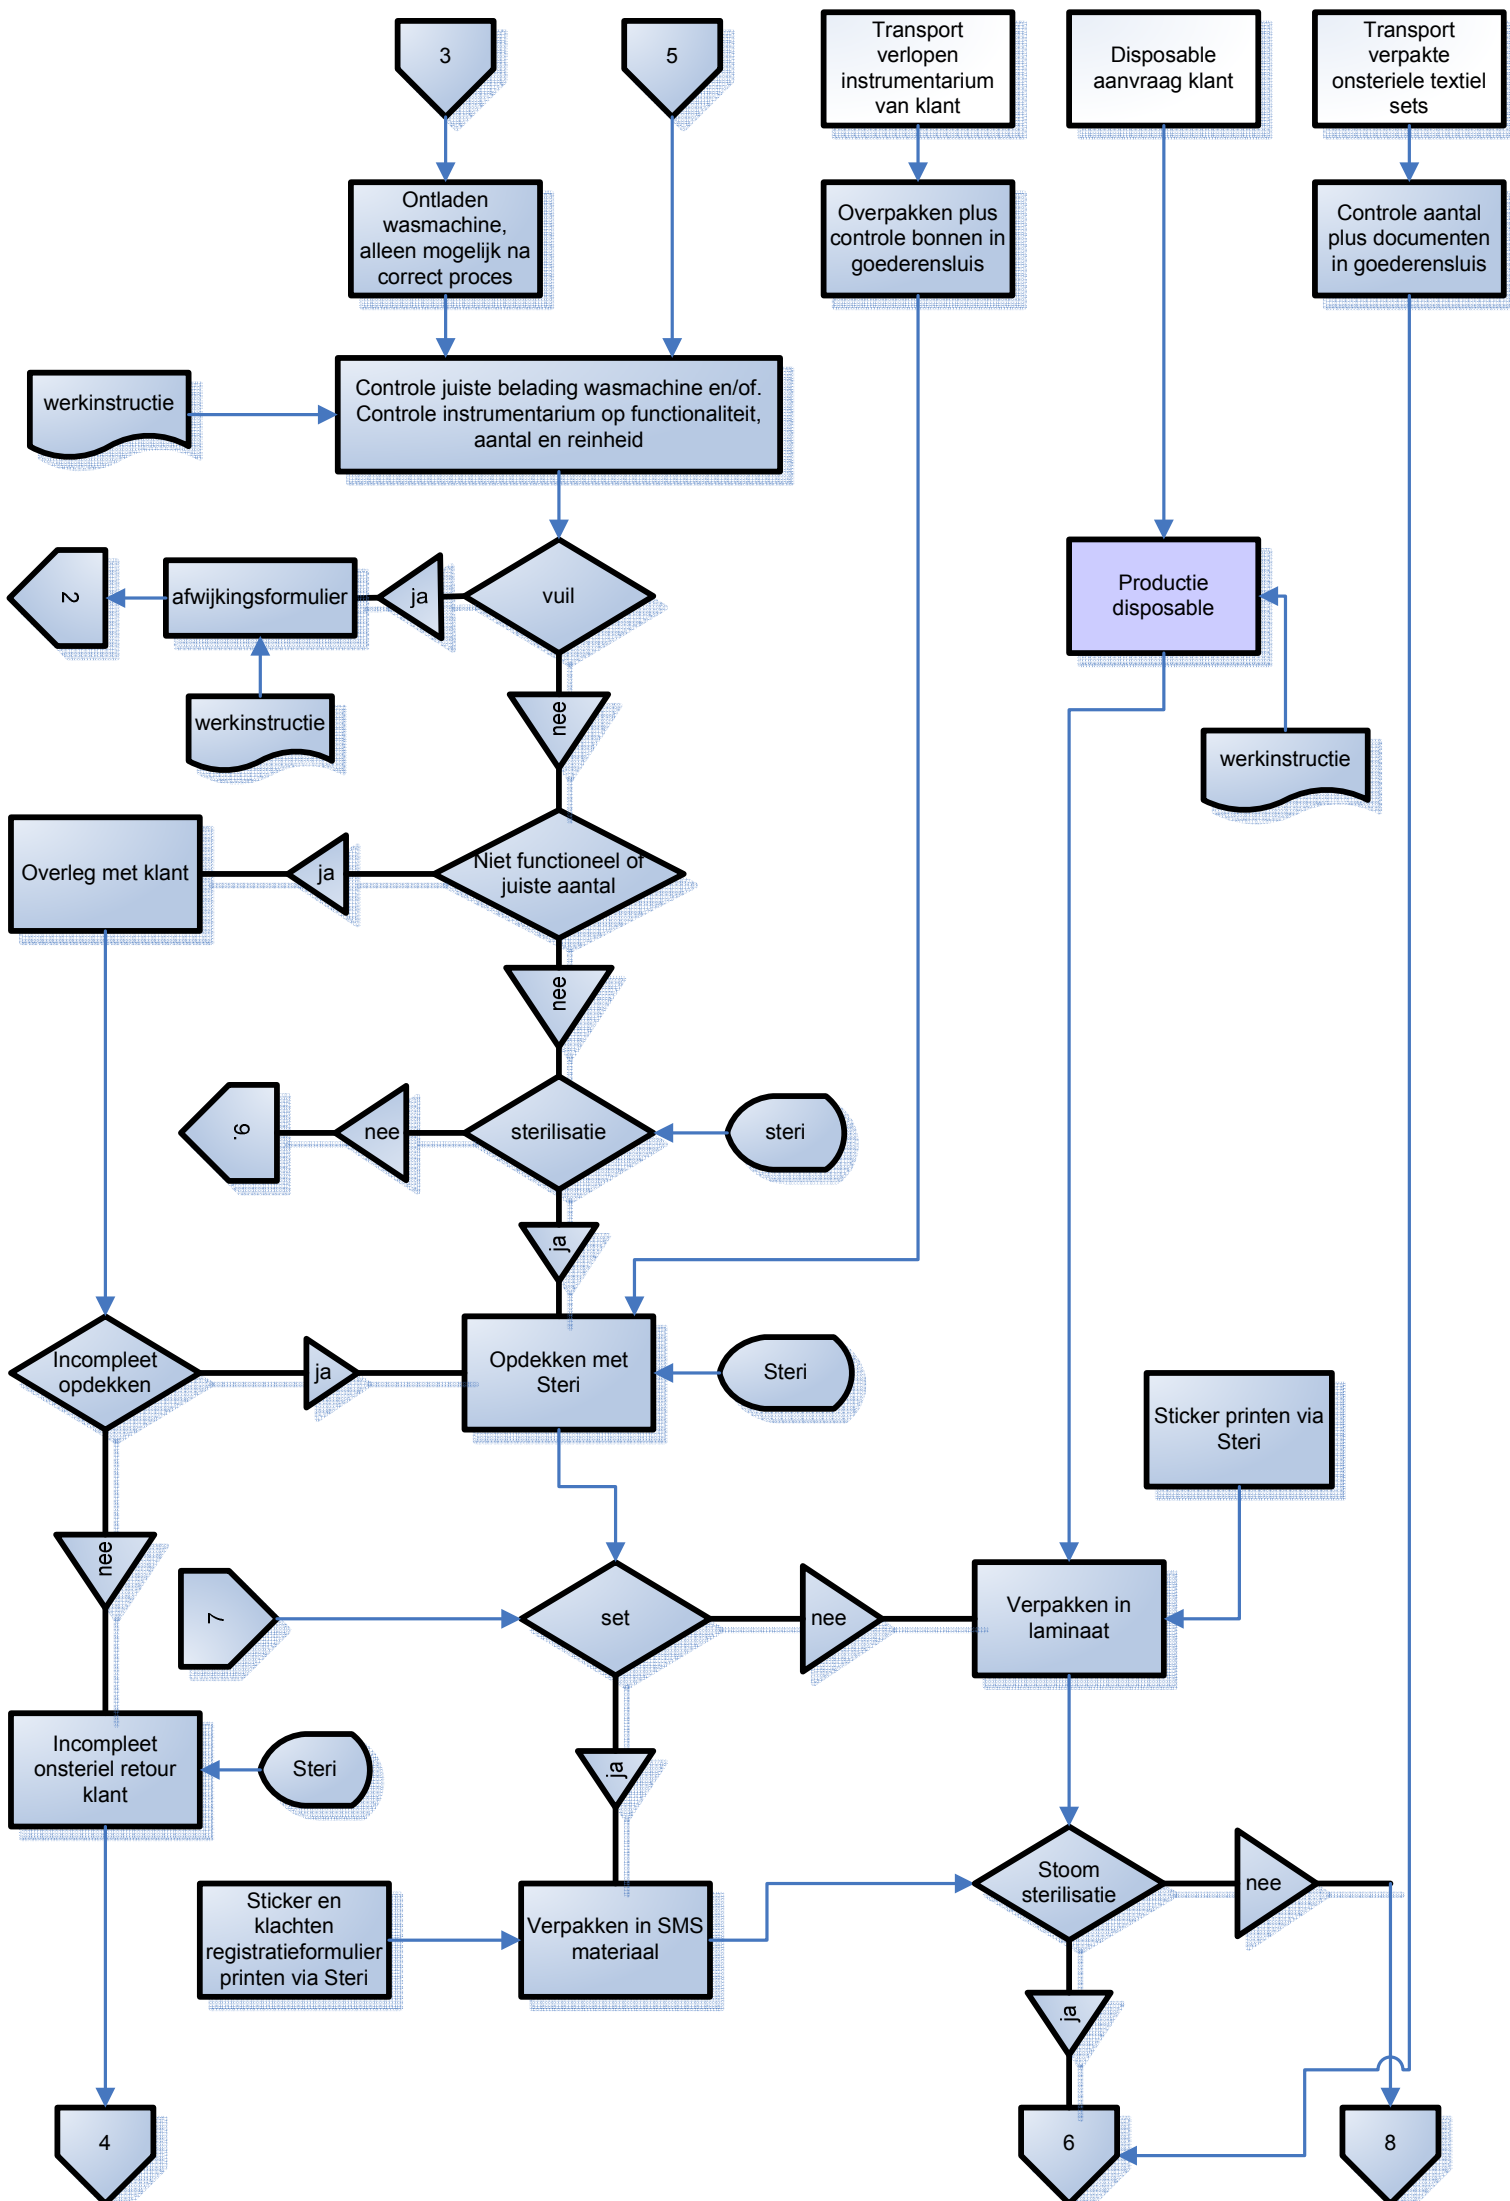 3
5
Transport
verlopen
instrumentarium
van klant
Disposable
aanvraag klant
Transport
verpakte
onsteriele textiel
sets
Ontladen
wasmachine,
alleen mogelijk na
correct proces
Overpakken plus
controle bonnen in
goederensluis
Controle aantal
plus documenten
in goederensluis
werkinstructie
Controle juiste belading wasmachine en/of.
Controle instrumentarium op functionaliteit,
aantal en reinheid
2
afwijkingsformulier
ja
vuil
Productie
disposable
werkinstructie
nee
werkinstructie
Overleg met klant
ja
Niet functioneel of
juiste aantal
nee
9.
nee
sterilisatie
steri
ja
Incompleet
opdekken
ja
Opdekken met
Steri
Steri
Sticker printen via
Steri
nee
7
set
nee
Verpakken in
laminaat
Incompleet
onsteriel retour
klant
Steri
ja
Sticker en
klachten
registratieformulier
printen via Steri
Verpakken in SMS
materiaal
Stoom
sterilisatie
nee
ja
4
6
8